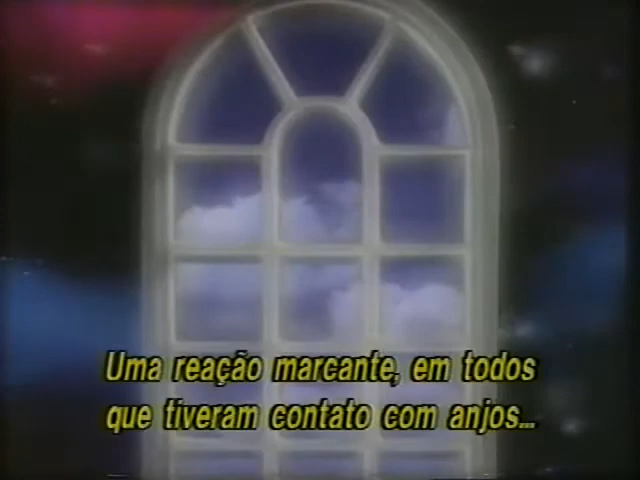 Uma reação marcante, em todos
que tiveram contato com anjos...